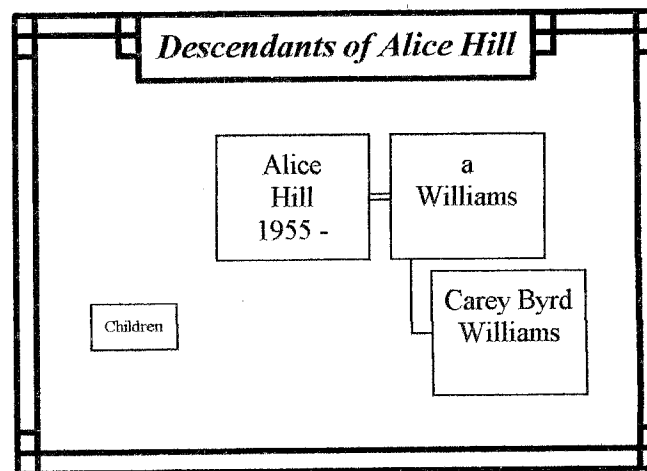 Descendants of Alice Hill
Alice
Hill
1955 -
a
Williams
Children
Carey Byrd
Williams